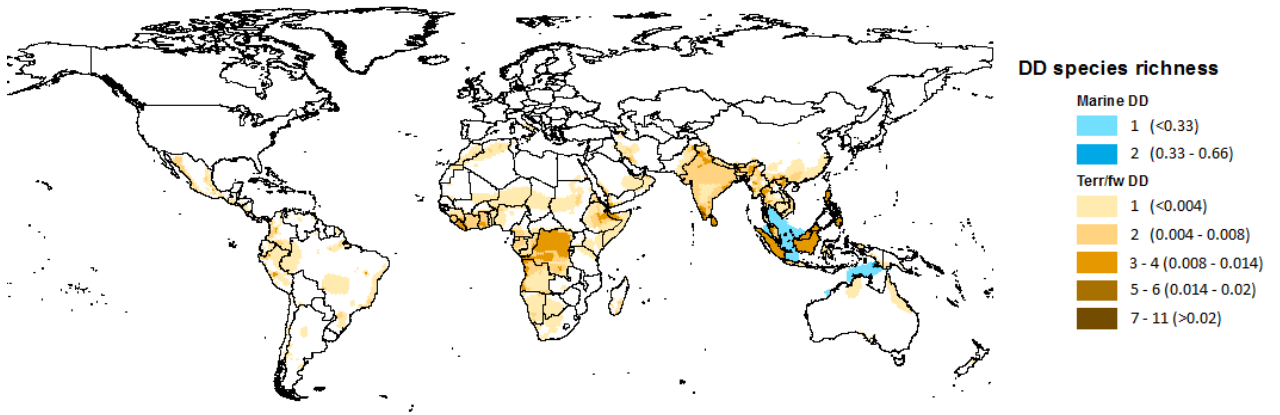 DD species richness
Marine DD
1 (<0.33)
2 (0.33 - 0.66)
Terr/fw DD
1 (<0.004)
2 (0.004 - 0.008)
3 - 4 (0.008 - 0.014)
5 - 6 (0.014 - 0.02)
7 - 11 (>0.02)